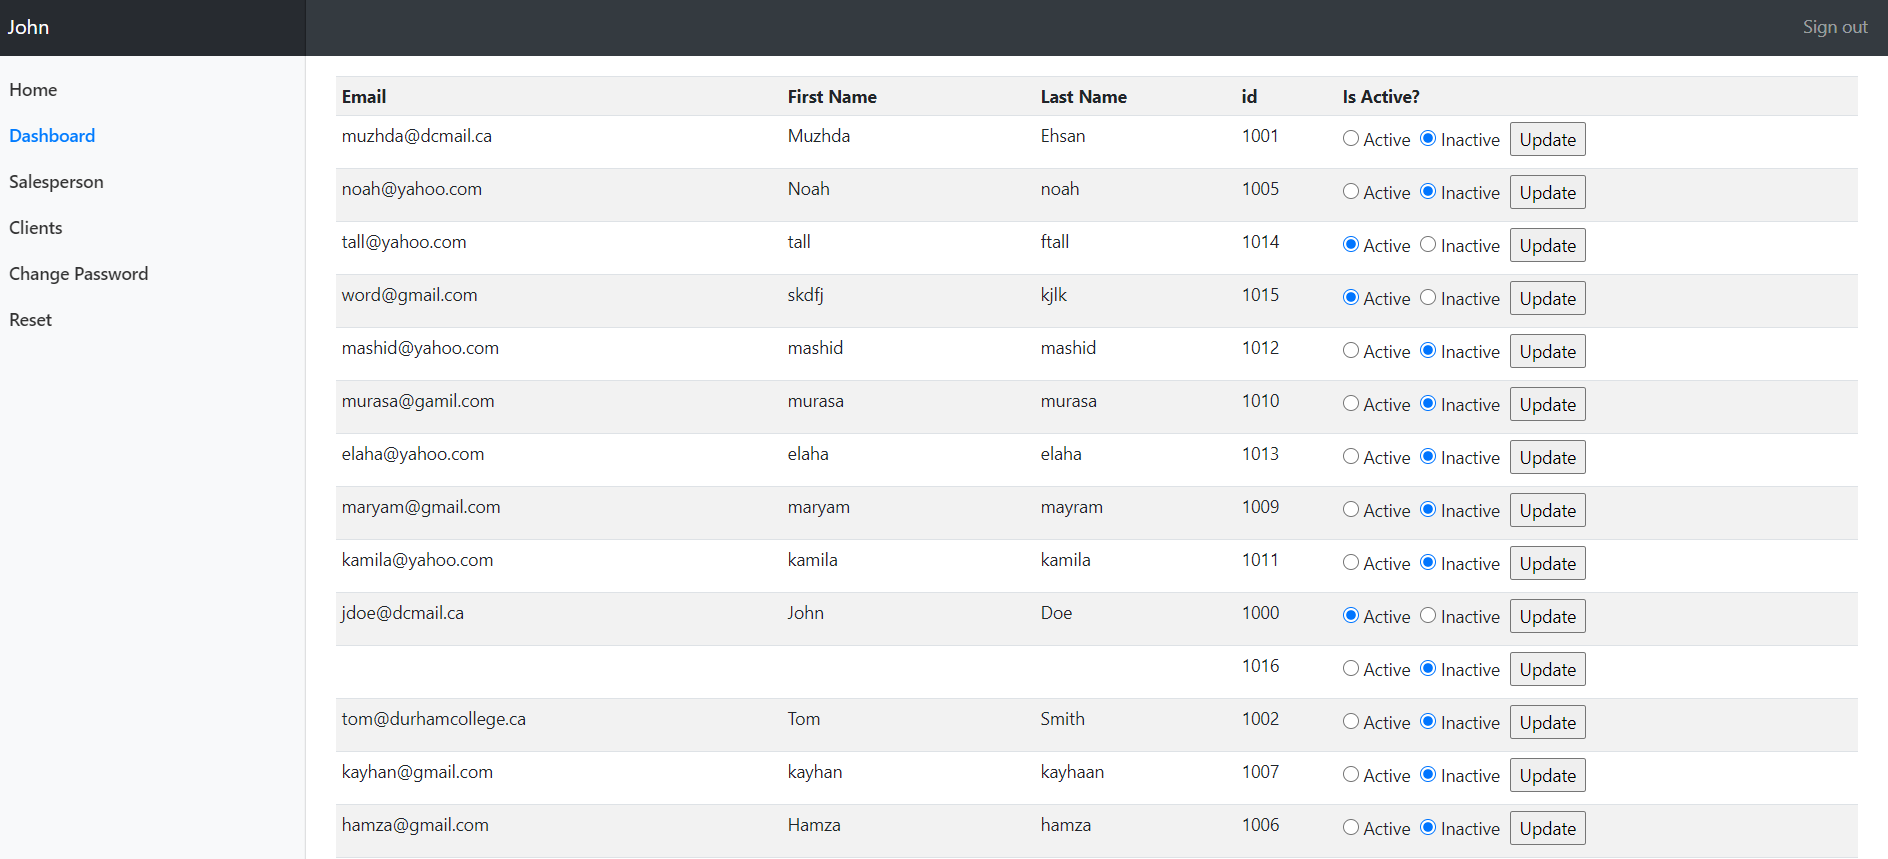 John Sign out
Home
Dashboard
Salesperson
Clients
Change Password
Reset
Email First Name Last Name id Is Active?
muzhda@dcmail.ca Muzhda Ehsan 1001 Active Inactive Update
noah@yahoo.com Noah noah 1005 Active Inactive Update
tall@yahoo.com tall ftall 1014 Active Inactive Update
word@gmail.com skdfj kjlk 1015 Active Inactive Update
mashid@yahoo.com mashid mashid 1012 Active Inactive Update
murasa@gamil.com murasa murasa 1010 Active Inactive Update
elaha@yahoo.com elaha elaha 1013 Active Inactive Update
maryam@gmail.com maryam mayram 1009 Active Inactive Update
kamila@yahoo.com kamila kamila 1011 Active Inactive Update
jdoe@dcmail.ca John Doe 1000 Active Inactive Update
1016 Active Inactive Update
tom@durhamcollege.ca Tom Smith 1002 Active Inactive Update
kayhan@gmail.com kayhan kayhaan 1007 Active Inactive Update
hamza@gmail.com Hamza hamza 1006 Active Inactive Update